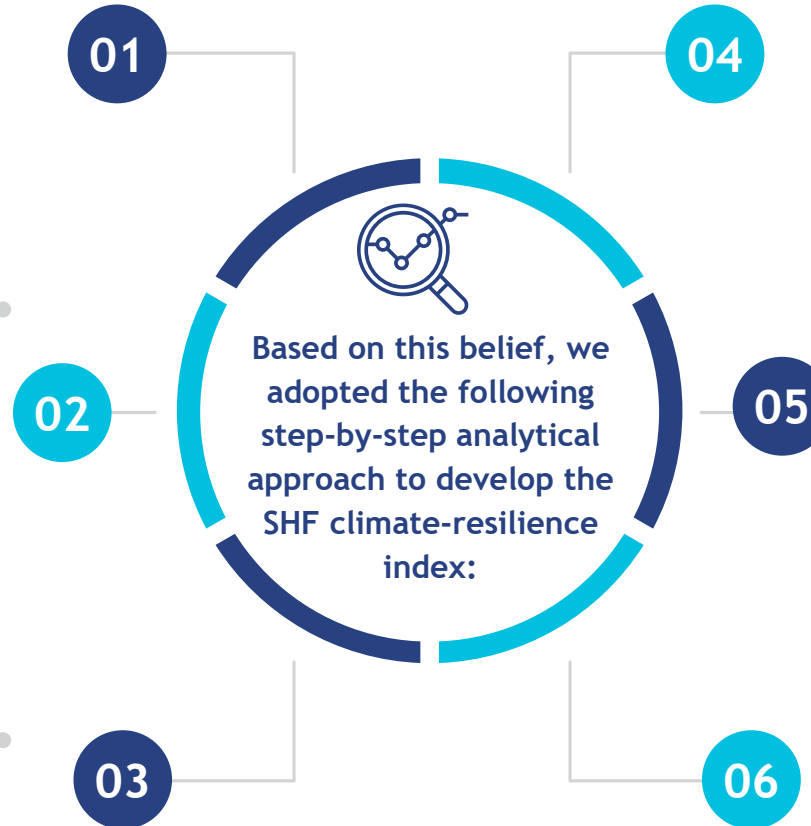 01
04
Based on this belief, we
adopted the following
02
step-by-step analytical
05
approach to develop the
SHF climate-resilience
index:
03
06